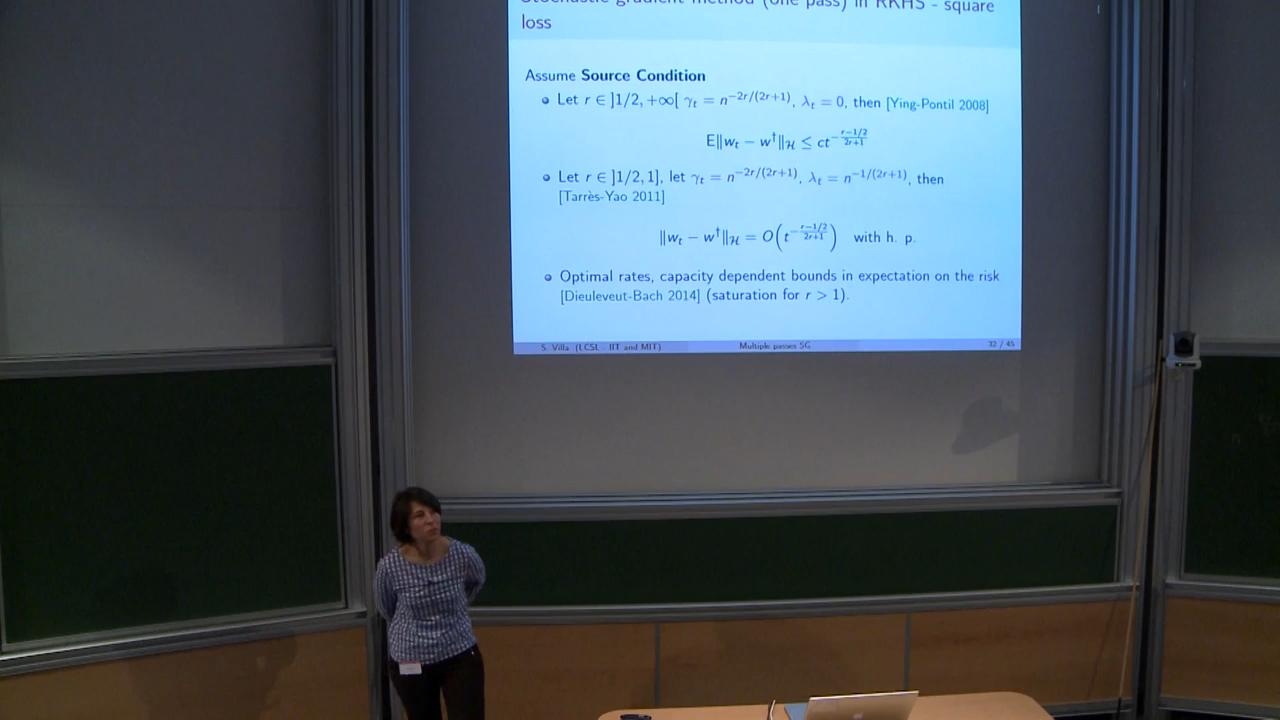 Stochastic gradient method (one pass) in RKHS - square
loss
Assume Source Condition
Let r ∈ ]1/2, +∞[ γ_t = n^{−2r/(2r+1)}, λ_t = 0, then [Ying-Pontil 2008]
E‖w_t − w^†‖_ℋ ≤ ct^{−\frac{r−1/2}{2r+1}}
Let r ∈ ]1/2, 1], let γ_t = n^{−2r/(2r+1)}, λ_t = n^{−1/(2r+1)}, then
[Tarrès-Yao 2011]
‖w_t − w^†‖_ℋ = O(t^{−\frac{r−1/2}{2r+1}}) with h. p.
Optimal rates, capacity dependent bounds in expectation on the risk
[Dieuleveut-Bach 2014] (saturation for r > 1).
S. Villa (LCSL - IIT and MIT) Multiple passes SG 32 / 45